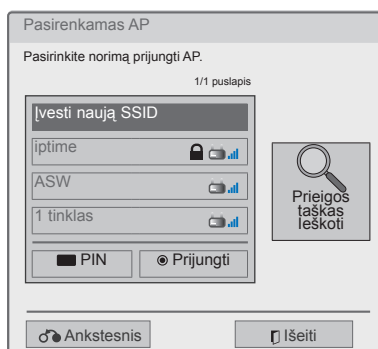 Pasirenkamas AP
Pasirinkite norimą prijungti AP.
1/1 puslapis
Įvesti naują SSID
iptime
ASW
1 tinklas
PIN
Prijungti
Prieigos
taškas
Ieškoti
Ankstesnis
Išeiti